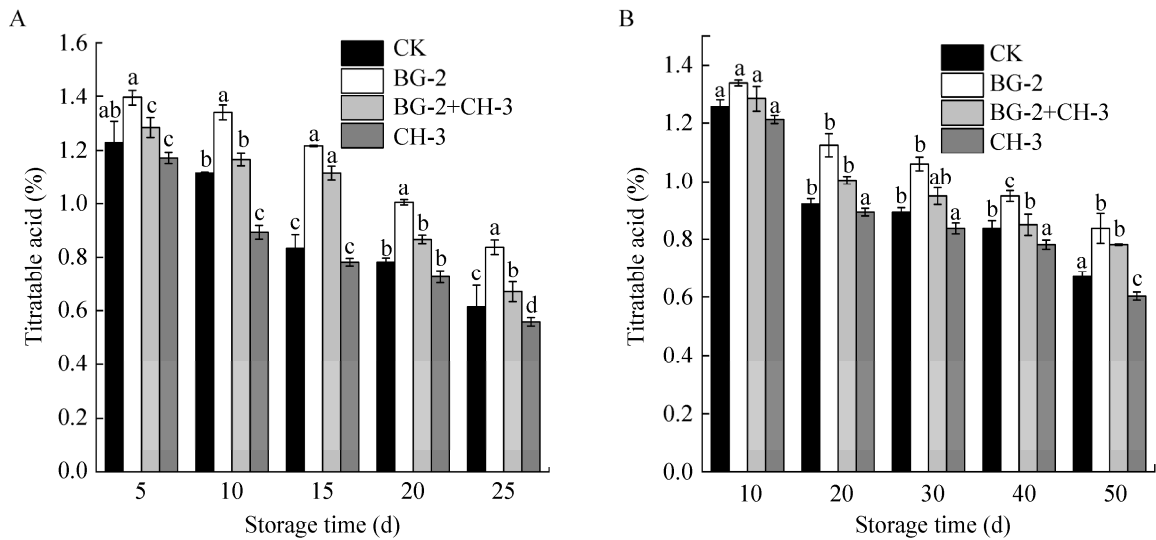 A
Titratable acid (%)
1.6
1.4
1.2
1.0
0.8
0.6
0.4
0.2
0.0
CK
BG-2
BG-2+CH-3
CH-3
ab a c c
b a b c
c a a c
b a b b
c a b d
5 10 15 20 25
Storage time (d)
B
Titratable acid (%)
1.4
1.2
1.0
0.8
0.6
0.4
0.2
0.0
CK
BG-2
BG-2+CH-3
CH-3
a a a a
b b b a
b b ab a
b c b a
a b b c
10 20 30 40 50
Storage time (d)